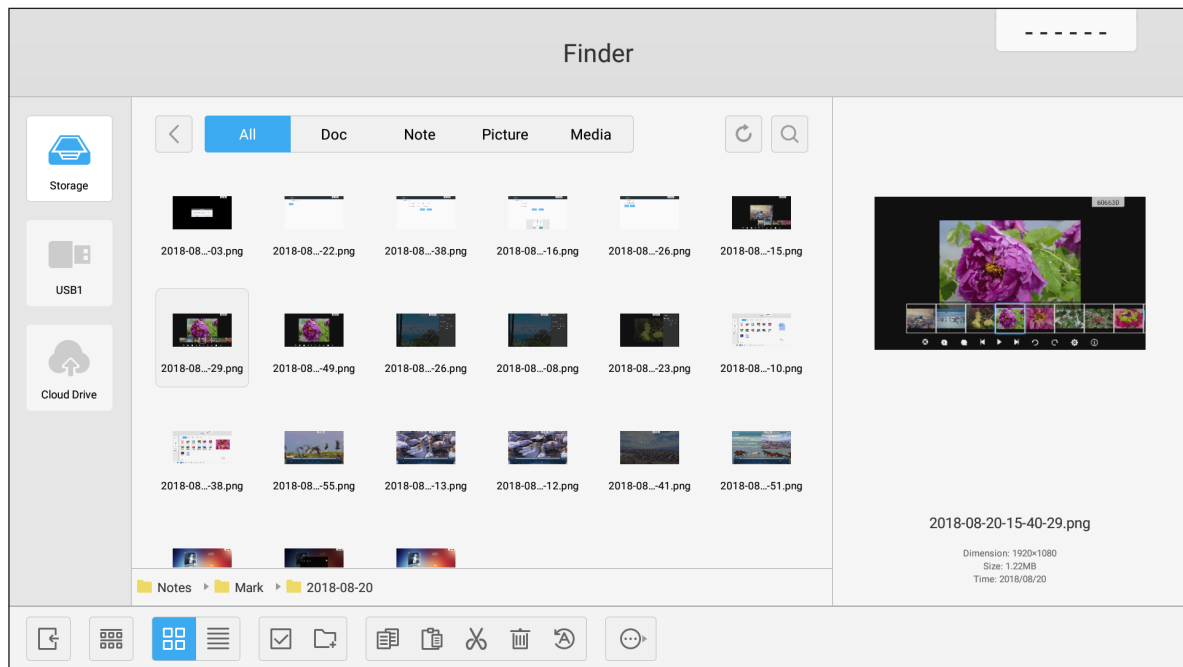 ------
Finder
All Doc Note Picture Media
Storage
USB1
Cloud Drive
2018-08...-03.png 2018-08...-22.png 2018-08...-38.png 2018-08...-16.png 2018-08...-26.png 2018-08...-15.png
2018-08...-29.png 2018-08...-49.png 2018-08...-26.png 2018-08...-08.png 2018-08...-23.png 2018-08...-10.png
2018-08...-38.png 2018-08...-55.png 2018-08...-13.png 2018-08...-12.png 2018-08...-41.png 2018-08...-51.png
606630
2018-08-20-15-40-29.png
Dimension: 1920×1080
Size: 1.22MB
Time: 2018/08/20
Notes Mark 2018-08-20